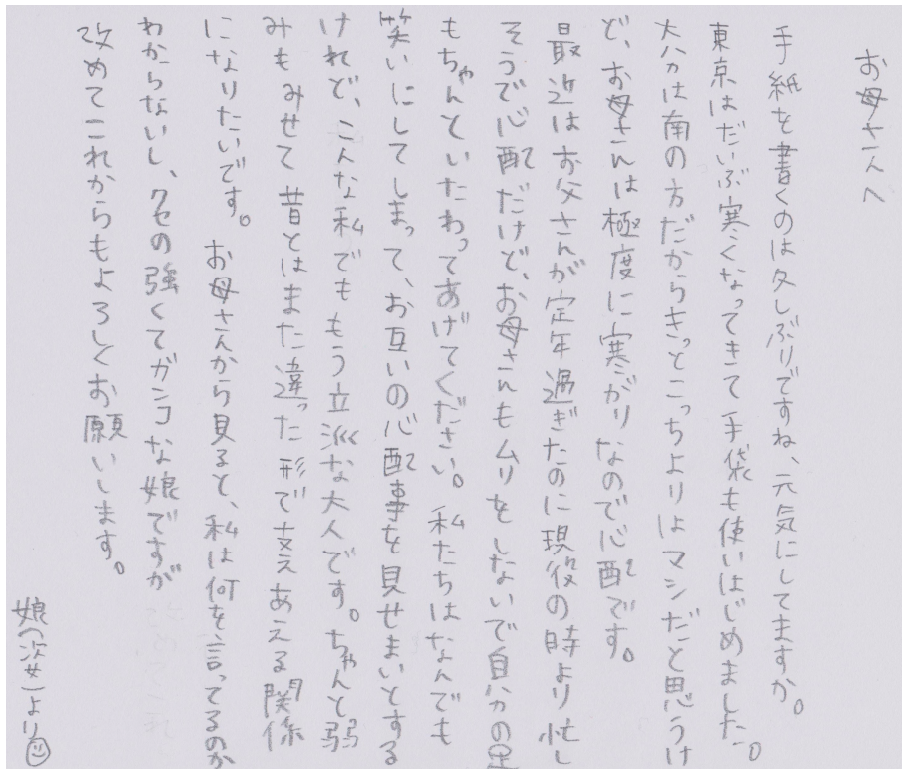 お母さんへ
手紙を書くのは久しぶりですね、元気にしてますか。
東京はだいぶ寒くなってきて手袋も使いはじめました。
大分は南の方だからきっとこっちよりはマシだと思うけ
ど、お母さんは極度に寒がりなので心配です。
最近はお父さんが定年過ぎたのに現役の時より忙し
そうで心配だけど、お母さんもムリをしないで自分の足
もちゃんといたわってあげてください。私たちはなんでも
笑いにしてしまって、お互いの心配事を見せまいとする
けれど、こんな私でももう立派な大人です。ちゃんと弱
みもみせて昔とはまた違った形で支えあえる関係
になりたいです。お母さんから見ると、私は何を言ってるのか
わからないし、クセの強くてガンコな娘ですが
改めてこれからもよろしくお願いします。
娘(次女)より